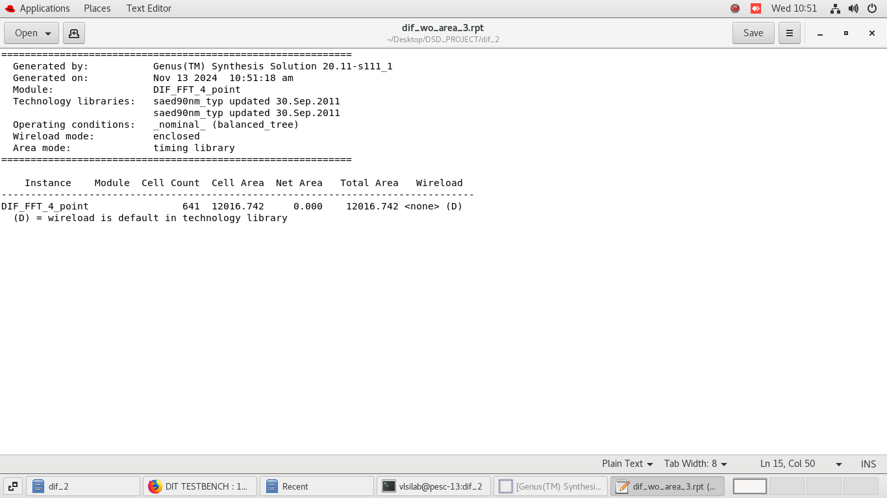 Applications Places Text Editor Wed 10:51
Open dif_wo_area_3.rpt Save
~/Desktop/DSD_PROJECT/dif_2
============================================================
Generated by: Genus(TM) Synthesis Solution 20.11-s111_1
Generated on: Nov 13 2024 10:51:18 am
Module: DIF_FFT_4_point
Technology libraries: saed90nm_typ updated 30.Sep.2011
saed90nm_typ updated 30.Sep.2011
Operating conditions: _nominal_ (balanced_tree)
Wireload mode: enclosed
Area mode: timing library
============================================================
Instance Module Cell Count Cell Area Net Area Total Area Wireload
---------------------------------------------------------------------------------
DIF_FFT_4_point 641 12016.742 0.000 12016.742 <none> (D)
(D) = wireload is default in technology library
Plain Text Tab Width: 8 Ln 15, Col 50 INS
dif_2 DIT TESTBENCH : 1... Recent vlsilab@pesc-13:dif_2 [Genus(TM) Synthesi... dif_wo_area_3.rpt (...